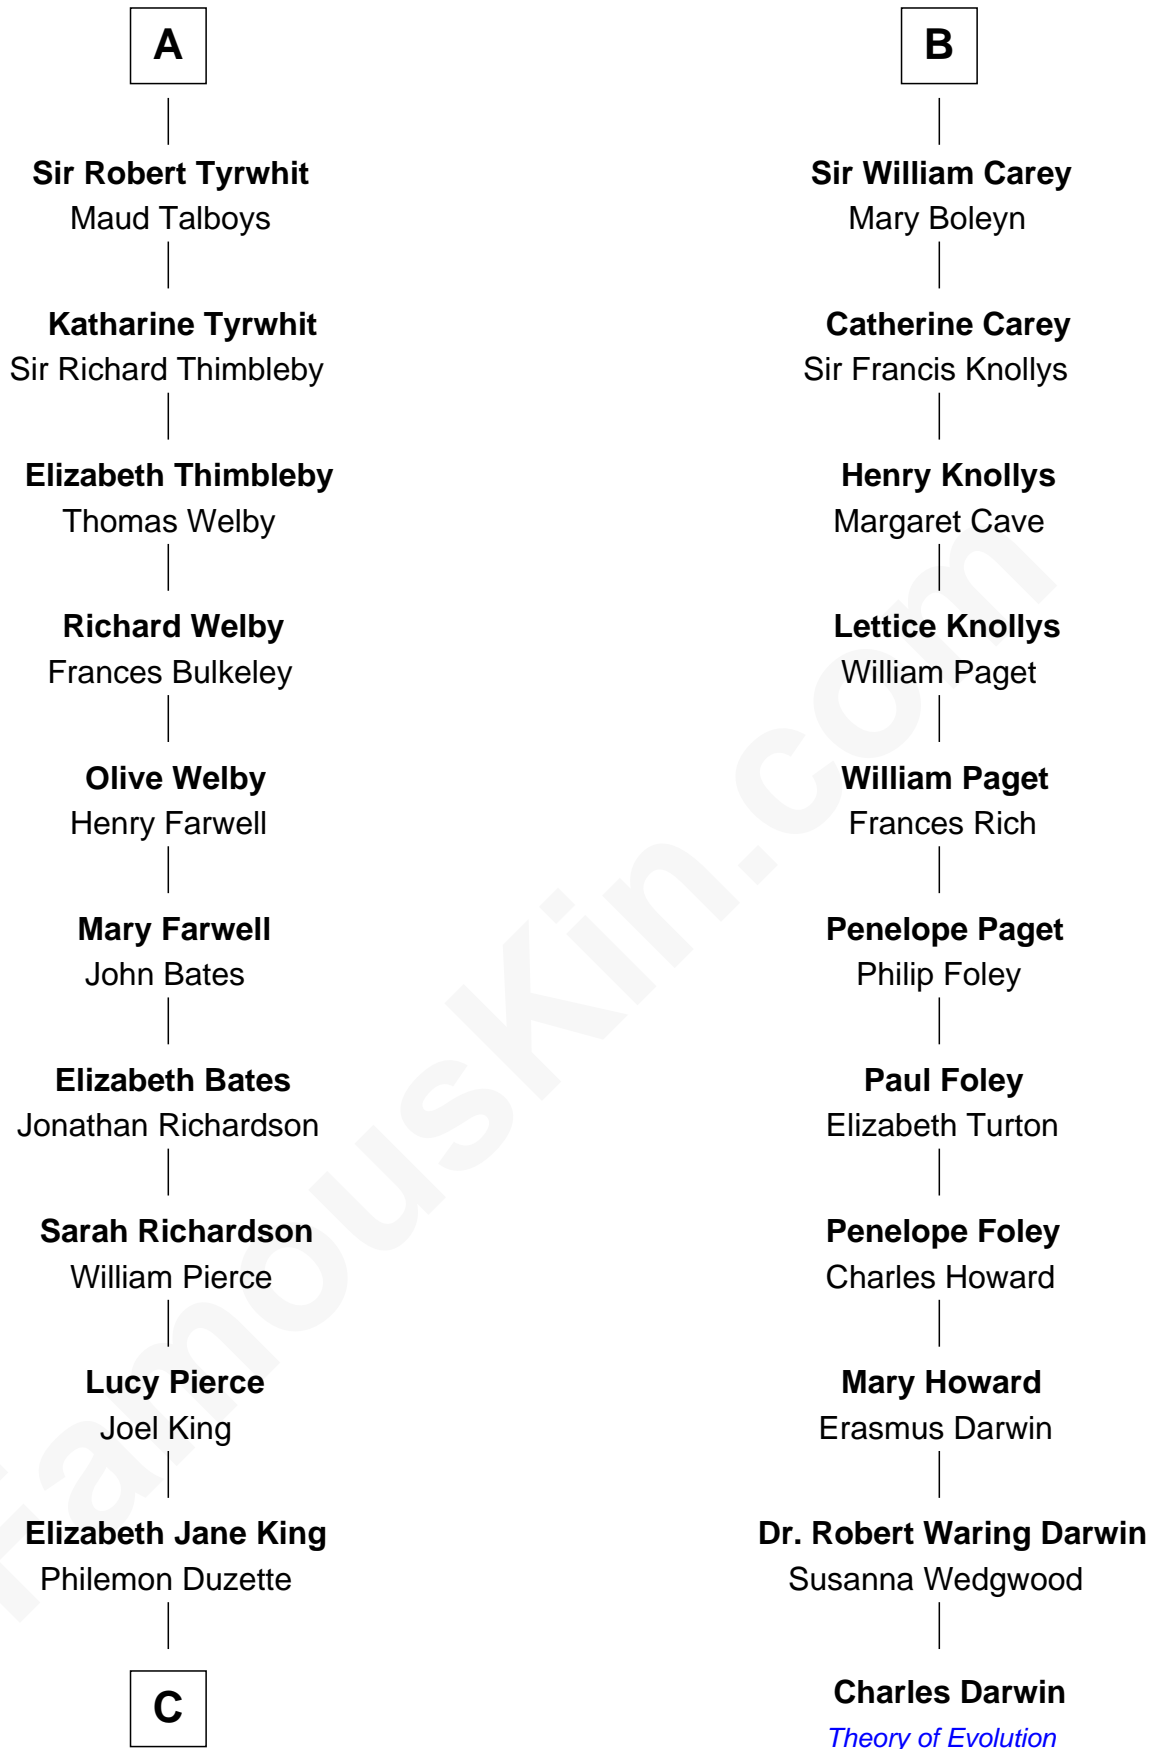 A
Sir Robert Tyrwhit
Maud Talboys
Katharine Tyrwhit
Sir Richard Thimbleby
Elizabeth Thimbleby
Thomas Welby
Richard Welby
Frances Bulkeley
Olive Welby
Henry Farwell
Mary Farwell
John Bates
Elizabeth Bates
Jonathan Richardson
Sarah Richardson
William Pierce
Lucy Pierce
Joel King
Elizabeth Jane King
Philemon Duzette
C
B
Sir William Carey
Mary Boleyn
Catherine Carey
Sir Francis Knollys
Henry Knollys
Margaret Cave
Lettice Knollys
William Paget
William Paget
Frances Rich
Penelope Paget
Philip Foley
Paul Foley
Elizabeth Turton
Penelope Foley
Charles Howard
Mary Howard
Erasmus Darwin
Dr. Robert Waring Darwin
Susanna Wedgwood
Charles Darwin
Theory of Evolution
FamousKin.com